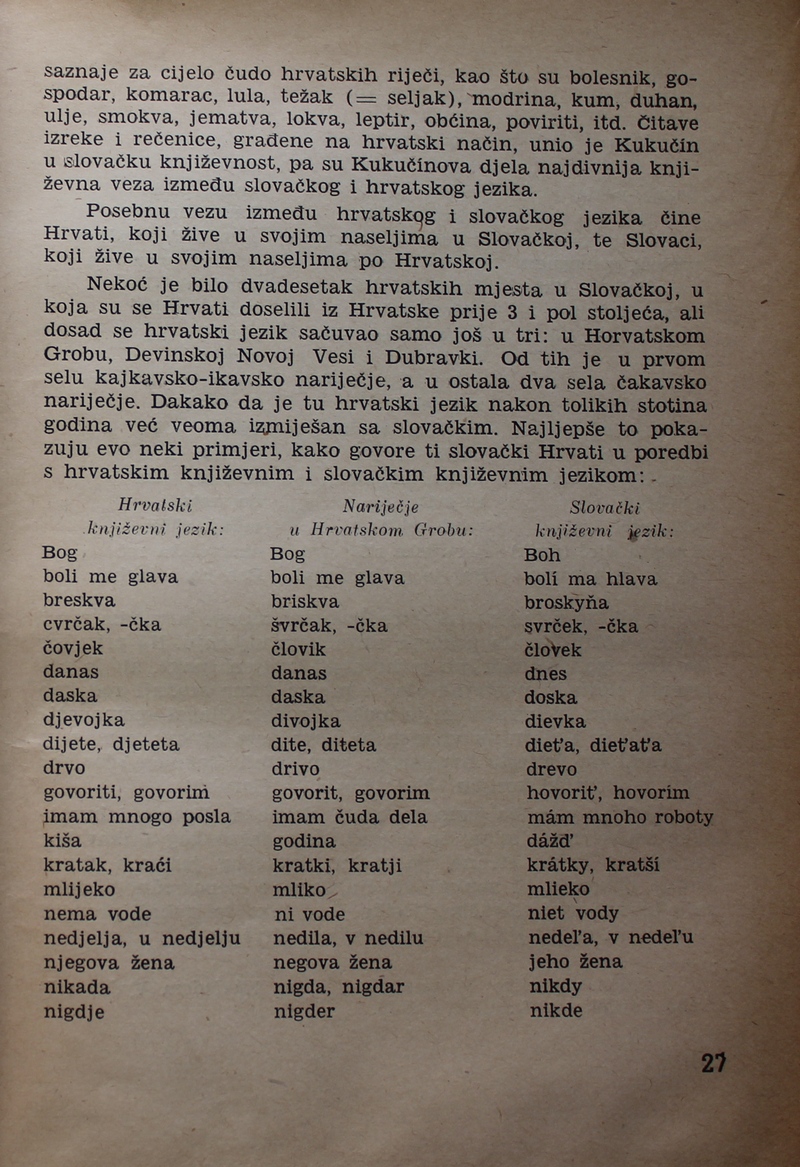 saznaje za cijelo čudo hrvatskih riječi, kao što su bolesnik, go-
spodar, komarac, lula, težak (= seljak), modrina, kum, duhan,
ulje, smokva, jematva, lokva, leptir, obćina, poviriti, itd. Čitave
izreke i rečenice, građene na hrvatski način, unio je Kukučín
u slovačku književnost, pa su Kukučínova djela najdivnija knji-
ževna veza između slovačkog i hrvatskog jezika.
Posebnu vezu između hrvatskog i slovačkog jezika čine
Hrvati, koji žive u svojim naseljima u Slovačkoj, te Slovaci,
koji žive u svojim naseljima po Hrvatskoj.
Nekoć je bilo dvadesetak hrvatskih mjesta u Slovačkoj, u
koja su se Hrvati doselili iz Hrvatske prije 3 i pol stoljeća, ali
dosad se hrvatski jezik sačuvao samo još u tri: u Horvatskom
Grobu, Devinskoj Novoj Vesi i Dubravki. Od tih je u prvom
selu kajkavsko-ikavsko narječje, a u ostala dva sela čakavsko
nariječje. Dakako da je tu hrvatski jezik nakon tolikih stotina
godina već veoma izmiješan sa slovačkim. Najljepše to poka-
zuju evo neki primjeri, kako govore ti slovački Hrvati u poredbi
s hrvatskim književnim i slovačkim književnim jezikom:
Hrvatski književni jezik: Nariječje u Hrvatskom Grobu: Slovački književni jezik:
Bog Bog Boh
boli me glava boli me glava bolí ma hlava
breskva briskva broskyňa
cvrčak, -čka švrčak, -čka svrček, -čka
čovjek človik človek
danas danas dnes
daska daska doska
djevojka divojka dievka
dijete, djeteta dite, diteta dieťa, dieťaťa
drvo drivo drevo
govoriti, govorim govorit, govorim hovoriť, hovorím
imam mnogo posla imam čuda dela mám mnoho roboty
kiša godina dážď
kratak, kraći kratki, kratji krátky, kratší
mlijeko mliko mlieko
nema vode ni vode niet vody
nedjelja, u nedjelju nedila, v nedilu nedeľa, v nedeľu
njegova žena negova žena jeho žena
nikada nigda, nigdar nikdy
nigdje nigder nikde
27